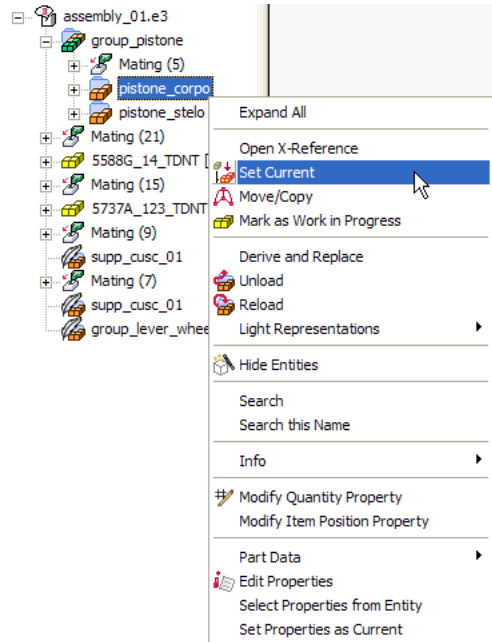 assembly_01.e3
group_pistone
Mating (5)
pistone_corpo
pistone_stelo
Mating (21)
5588G_14_TDNT [
Mating (15)
5737A_123_TDNT
Mating (9)
supp_cusc_01
Mating (7)
supp_cusc_01
group_lever_whee
Expand All
Open X-Reference
Set Current
Move/Copy
Mark as Work in Progress
Derive and Replace
Unload
Reload
Light Representations
Hide Entities
Search
Search this Name
Info
Modify Quantity Property
Modify Item Position Property
Part Data
Edit Properties
Select Properties from Entity
Set Properties as Current